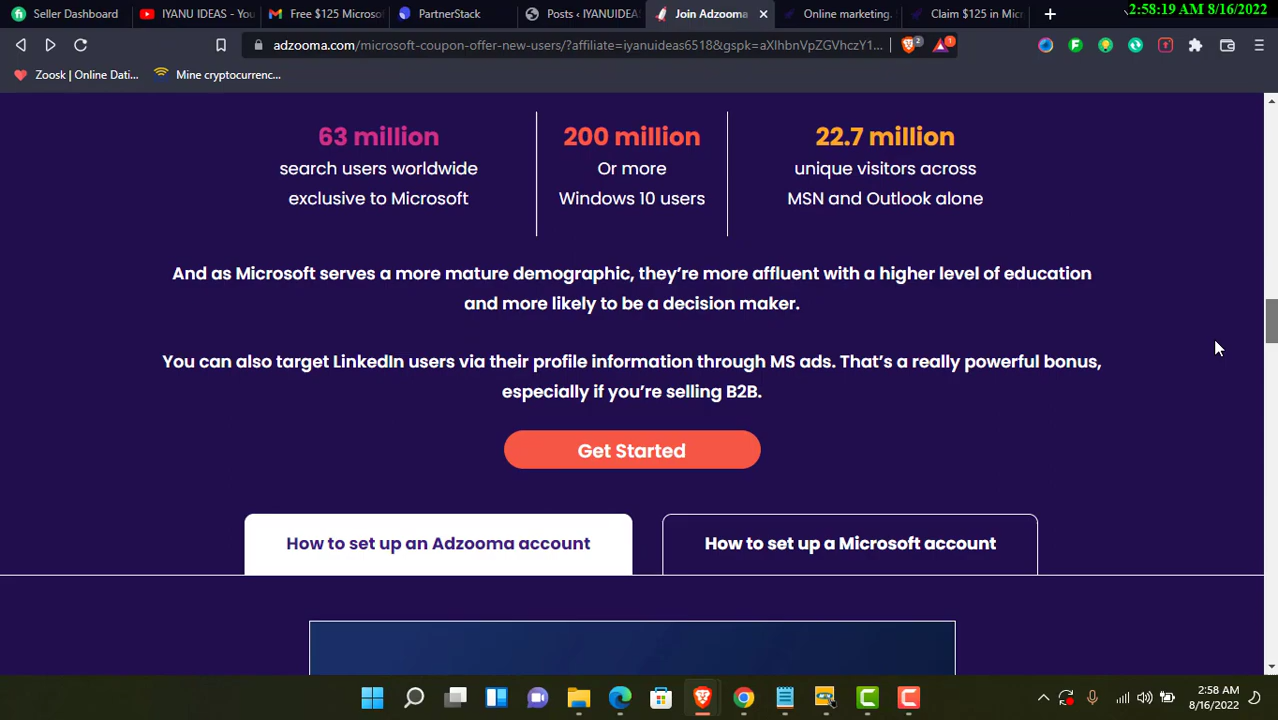 Seller Dashboard
IYANU IDEAS - You
Free $125 Microsof
PartnerStack
Posts ‹ IYANUIDEA
Join Adzooma
Online marketing.
Claim $125 in Micr
2:58:19 AM 8/16/2022
adzooma.com/microsoft-coupon-offer-new-users/?affiliate=iyanuideas6518&gspk=aXlhbnVpZGVhczY1...
2
1
Zoosk | Online Dati...
Mine cryptocurrenc...
63 million
search users worldwide
exclusive to Microsoft
200 million
Or more
Windows 10 users
22.7 million
unique visitors across
MSN and Outlook alone
And as Microsoft serves a more mature demographic, they're more affluent with a higher level of education
and more likely to be a decision maker.
You can also target LinkedIn users via their profile information through MS ads. That's a really powerful bonus,
especially if you're selling B2B.
Get Started
How to set up an Adzooma account
How to set up a Microsoft account
2:58 AM
8/16/2022